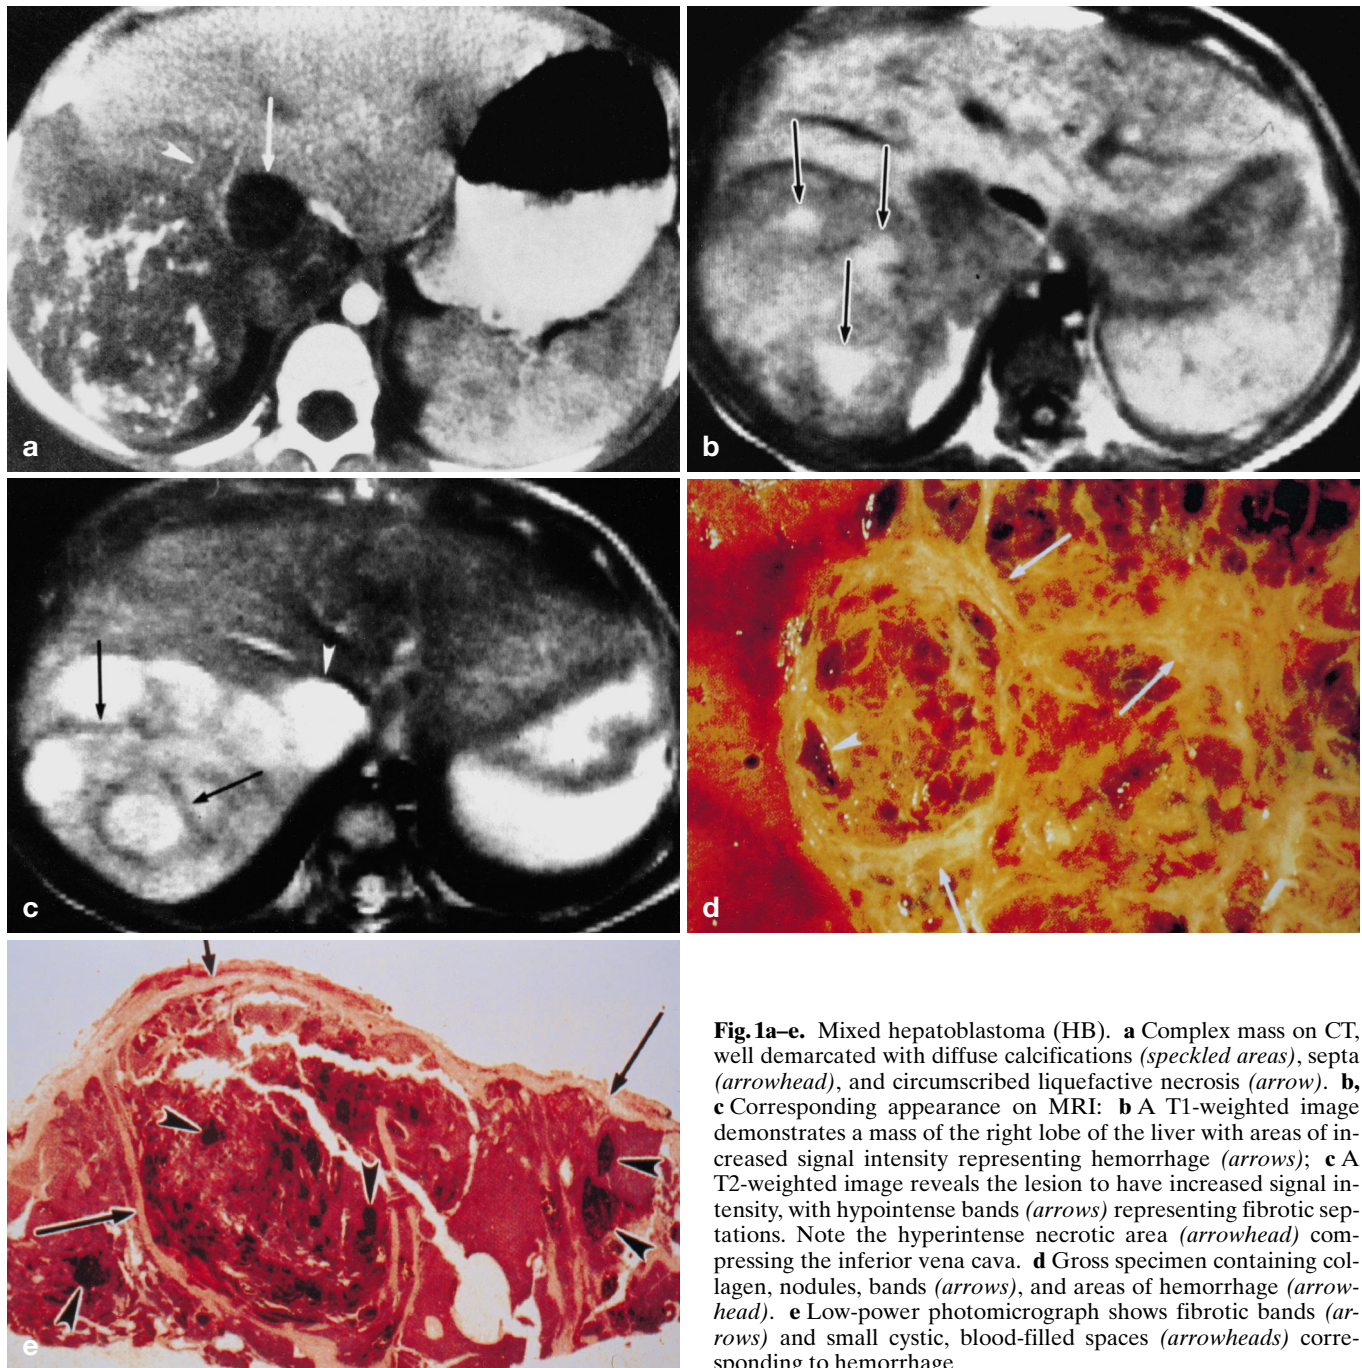 a
b
c
d
e
Fig. 1a–e. Mixed hepatoblastoma (HB). a Complex mass on CT,
well demarcated with diffuse calcifications (speckled areas), septa
(arrowhead), and circumscribed liquefactive necrosis (arrow). b,
c Corresponding appearance on MRI: b A T1-weighted image
demonstrates a mass of the right lobe of the liver with areas of in-
creased signal intensity representing hemorrhage (arrows); c A
T2-weighted image reveals the lesion to have increased signal in-
tensity, with hypointense bands (arrows) representing fibrotic sep-
tations. Note the hyperintense necrotic area (arrowhead) com-
pressing the inferior vena cava. d Gross specimen containing col-
lagen, nodules, bands (arrows), and areas of hemorrhage (arrow-
head). e Low-power photomicrograph shows fibrotic bands (ar-
rows) and small cystic, blood-filled spaces (arrowheads) corre-
sponding to hemorrhage